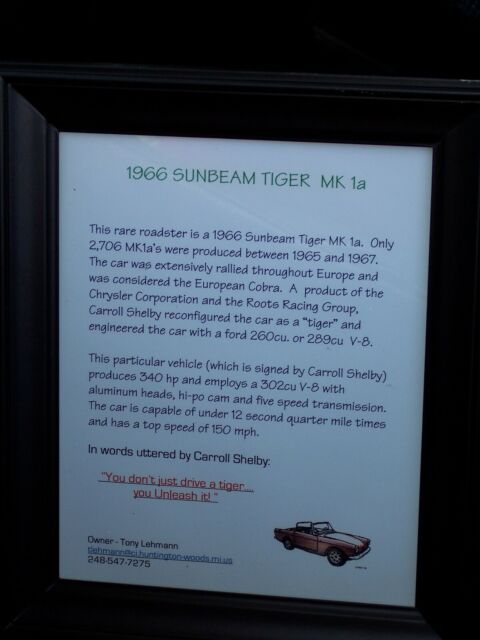 1966 SUNBEAM TIGER MK 1a
This rare roadster is a 1966 Sunbeam Tiger MK 1a. Only
2,706 MK1a's were produced between 1965 and 1967.
The car was extensively rallied throughout Europe and
was considered the European Cobra. A product of the
Chrysler Corporation and the Roots Racing Group,
Carroll Shelby reconfigured the car as a "tiger" and
engineered the car with a ford 260cu. or 289cu V-8.
This particular vehicle (which is signed by Carroll Shelby)
produces 340 hp and employs a 302cu V-8 with
aluminum heads, hi-po cam and five speed transmission.
The car is capable of under 12 second quarter mile times
and has a top speed of 150 mph.
In words uttered by Carroll Shelby:
"You don't just drive a tiger....
you Unleash it! "
Owner - Tony Lehmann
tlehmann@ci.huntington-woods.mi.us
248-547-7275